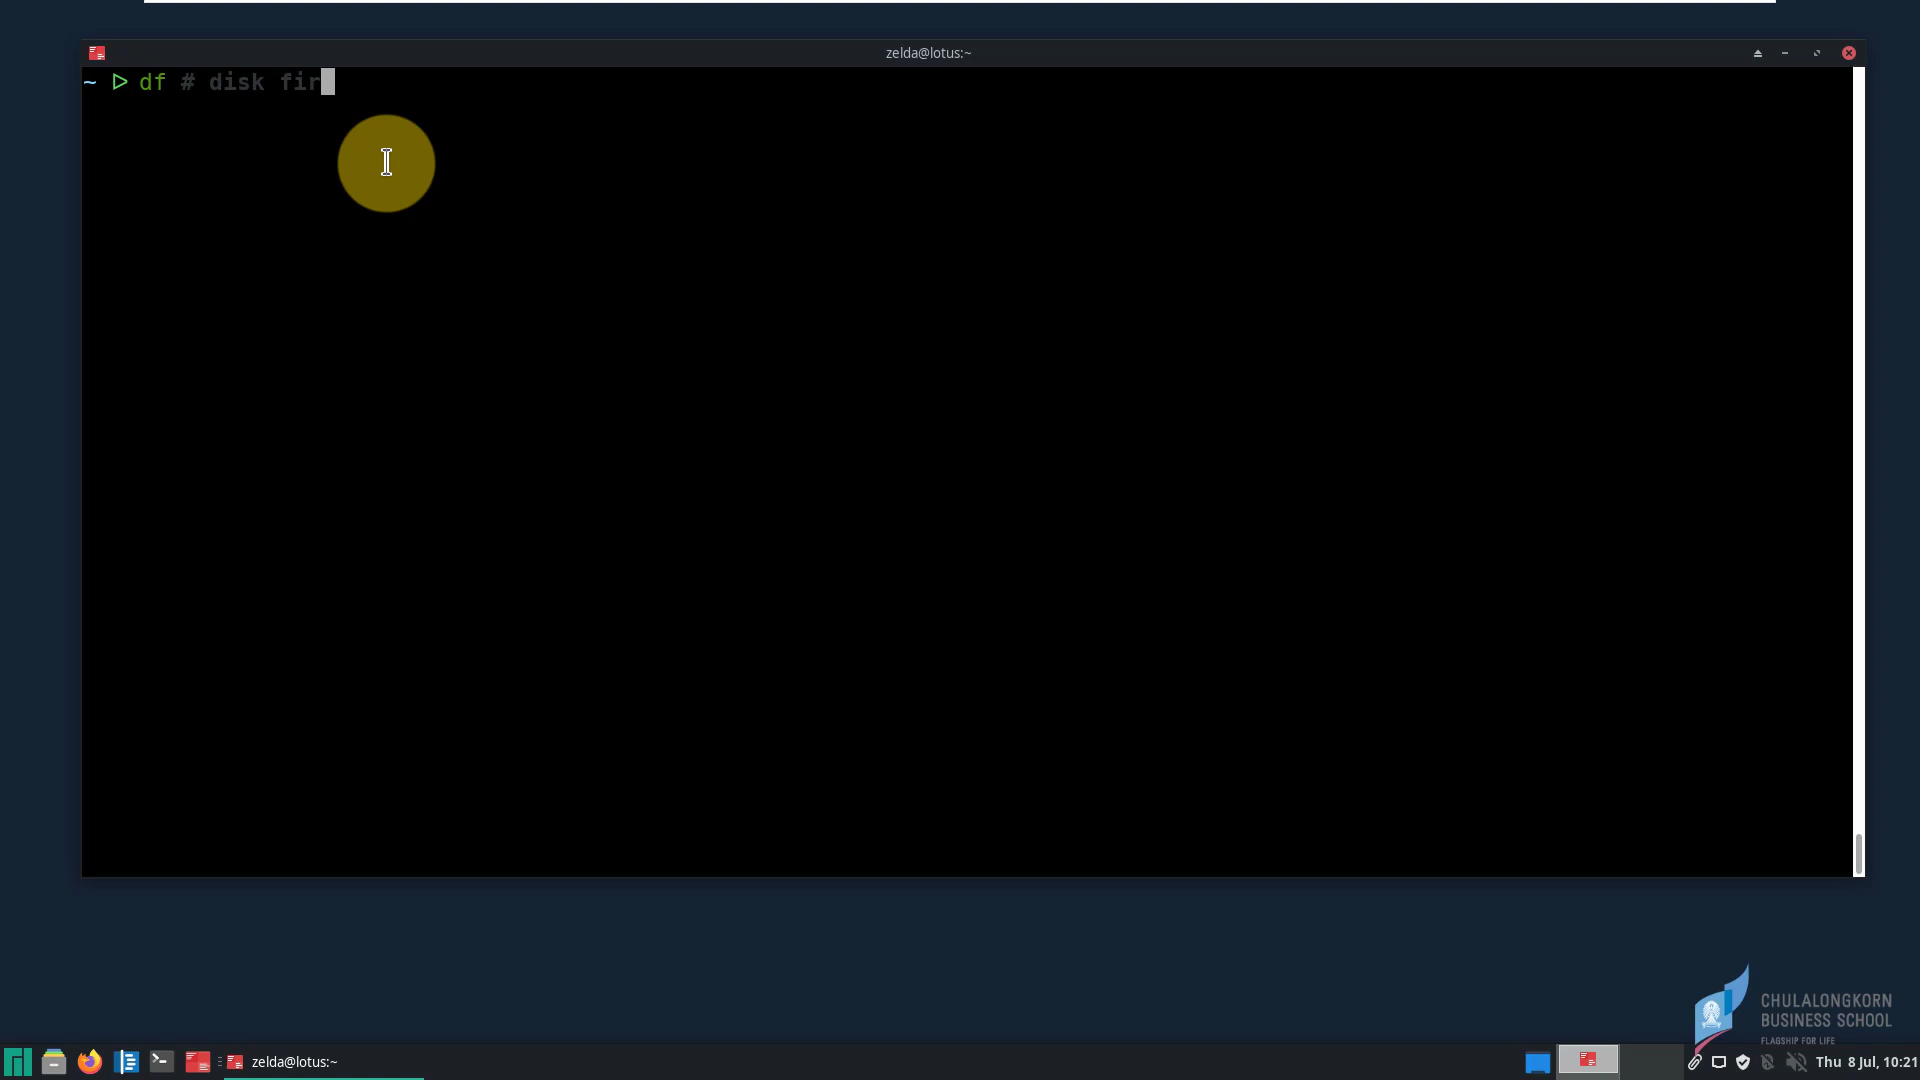 zelda@lotus:~
~ ▷ df # disk fir
CHULALONGKORN
BUSINESS SCHOOL
FLAGSHIP FOR LIFE
zelda@lotus:~
Thu 8 Jul, 10:21